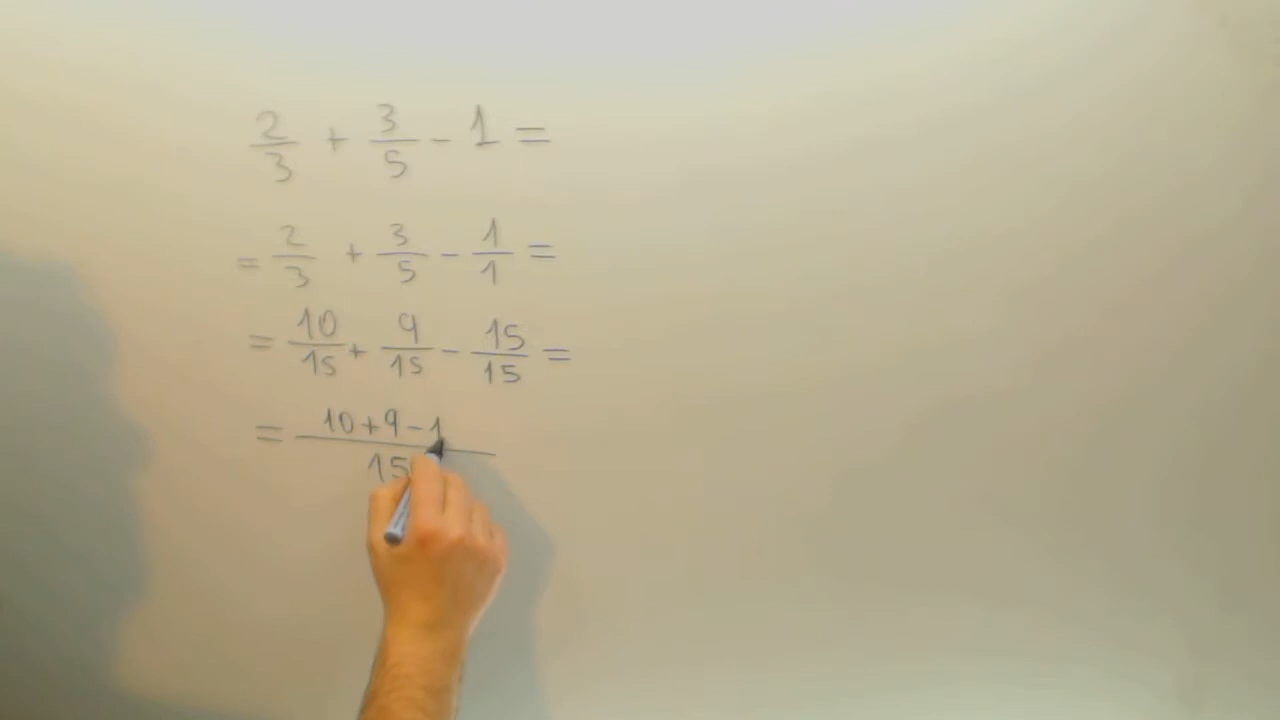 2/3 + 3/5 - 1 =
= 2/3 + 3/5 - 1/1 =
= 10/15 + 9/15 - 15/15 =
= 10+9-1/15